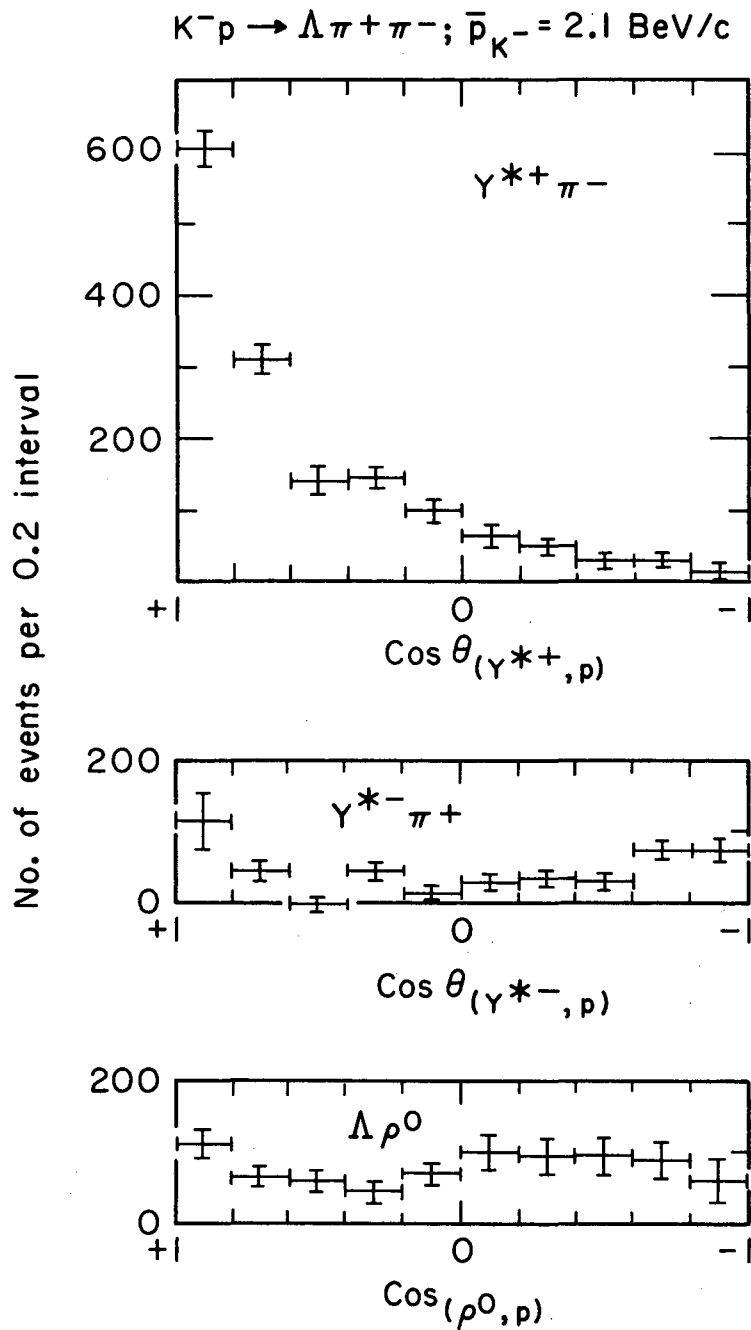 K⁻p → Λπ+π−; p̄_K− = 2.1 BeV/c
No. of events per 0.2 interval
600
400
200
Y*+π−
+1 0 −1
Cos θ(Y*+,p)
200
0
Y*−π+
+1 0 −1
Cos θ(Y*−,p)
200
0
Λρ⁰
+1 0 −1
Cos(ρ⁰,p)